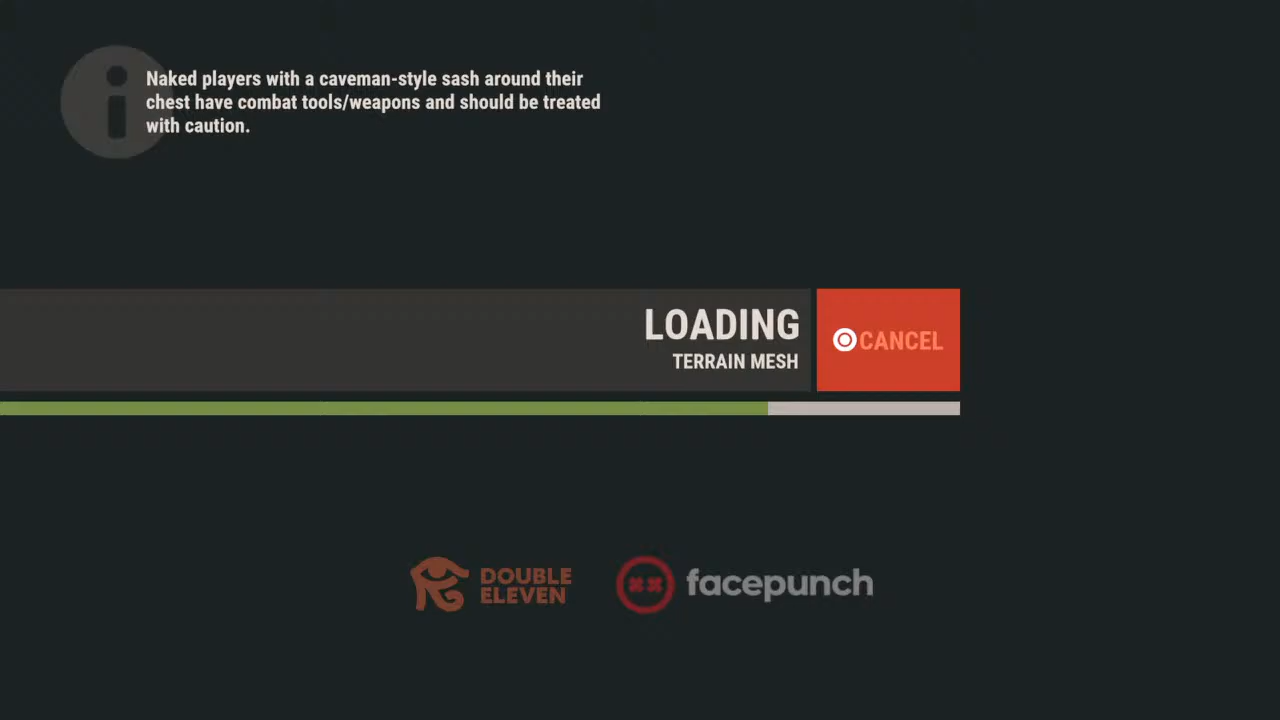 Naked players with a caveman-style sash around their
chest have combat tools/weapons and should be treated
with caution.
LOADING
TERRAIN MESH
CANCEL
DOUBLE
ELEVEN
facepunch